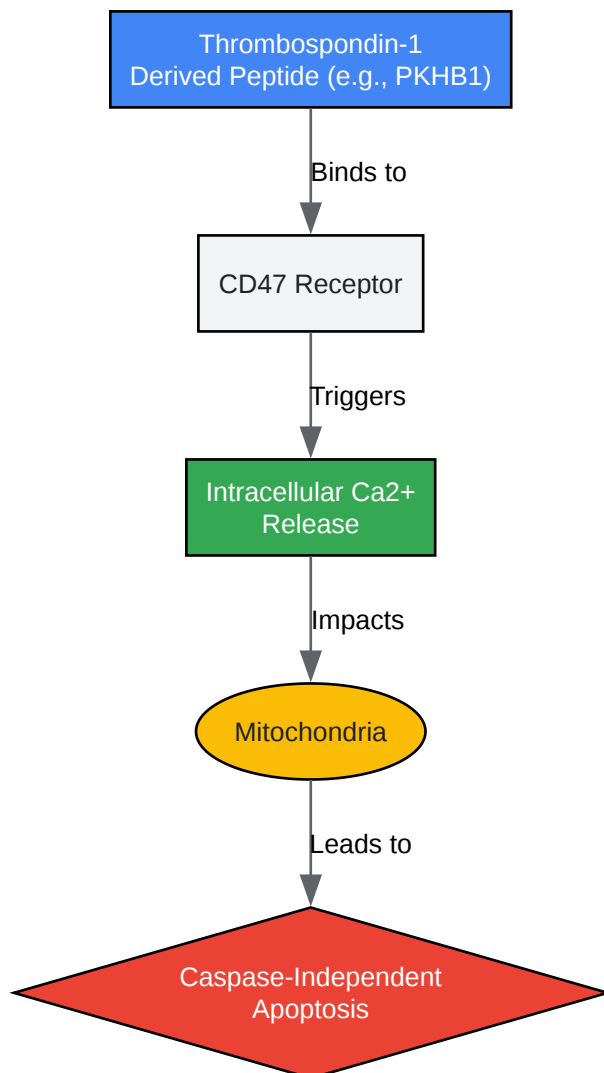 Thrombospondin-1
Derived Peptide (e.g., PKHB1)
Binds to
CD47 Receptor
Triggers
Intracellular Ca2+
Release
Impacts
Mitochondria
Leads to
Caspase-Independent
Apoptosis